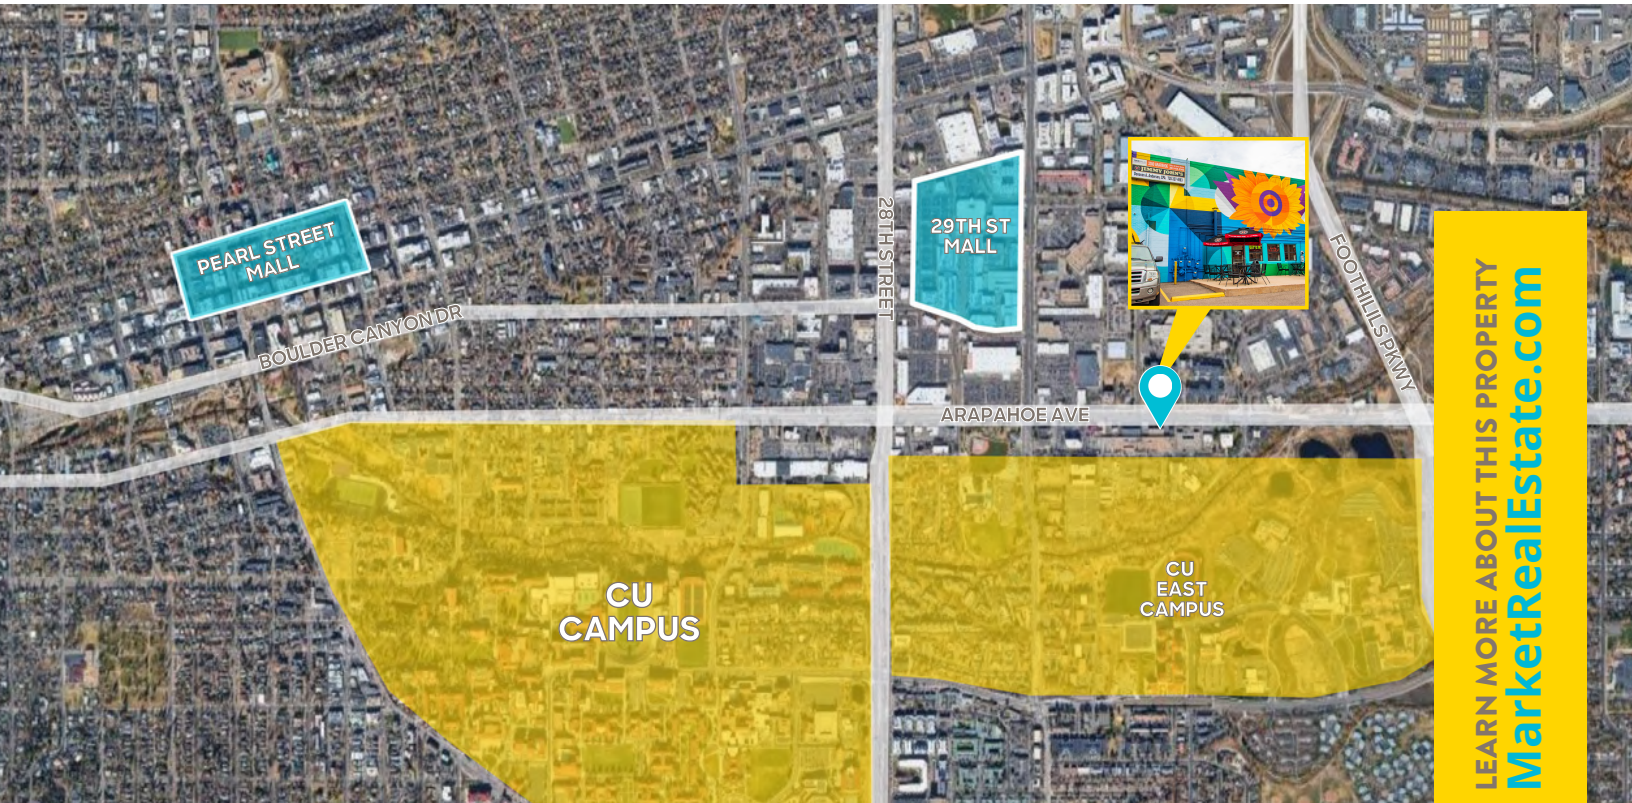 28TH STREET
29TH ST
MALL
PEARL STREET
MALL
FOOTHILLS PKWY
BOULDER CANYON DR
ARAPAHOE AVE
CU
CAMPUS
CU
EAST
CAMPUS
LEARN MORE ABOUT THIS PROPERTY
MarketRealEstate.com